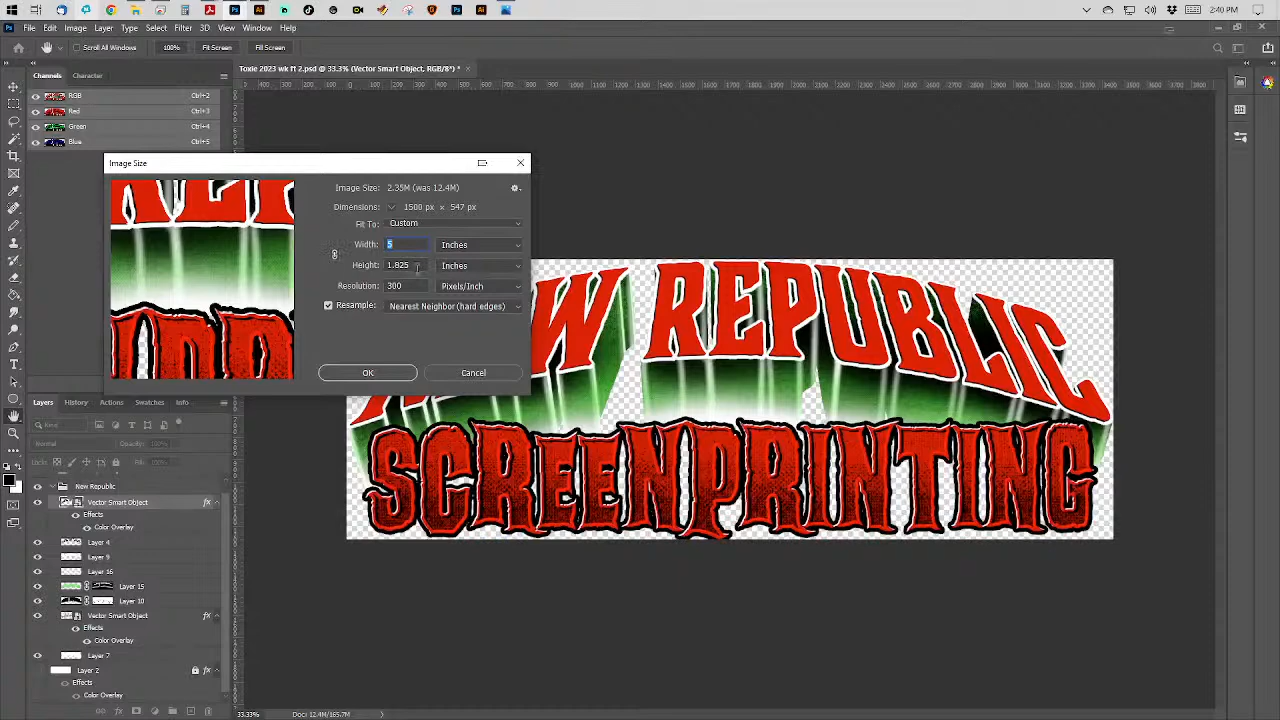 2:40 PM
File Edit Image Layer Type Select Filter 3D View Window Help
Scroll All Windows 100% Fit Screen Fill Screen
Channels Character
Toxie 2023 wk ft 2.psd @ 33.3% (Vector Smart Object, RGB/8*) *
RGB Ctrl+2
Red Ctrl+3
Green Ctrl+4
Blue Ctrl+5
Image Size
Image Size: 2.35M (was 12.4M)
Dimensions: 1500 px × 547 px
Fit To: Custom
Width: 5 Inches
Height: 1.825 Inches
Resolution: 300 Pixels/Inch
Resample: Nearest Neighbor (hard edges)
OK Cancel
NEW REPUBLIC
SCREENPRINTING
Layers History Actions Swatches Info
Kind
Normal Opacity: 100%
Lock: Fill: 100%
New Republic
Vector Smart Object fx
Effects
Color Overlay
Layer 4
Layer 9
Layer 16
Layer 15
Layer 10
Vector Smart Object fx
Effects
Color Overlay
Layer 7
Layer 2 fx
Effects
Color Overlay
33.33% Doc: 12.4M/165.7M